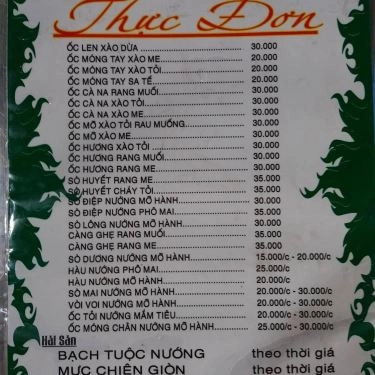 Thực Đơn
ỐC LEN XÀO DỪA 30.000
ỐC MÓNG TAY XÀO ME 20.000
ỐC MÓNG TAY XÀO TỎI 20.000
ỐC MÓNG TAY SA TẾ 20.000
ỐC CÀ NA RANG MUỐI 30.000
ỐC CÀ NA XÀO TỎI 30.000
ỐC CÀ NA XÀO ME 30.000
ỐC MỠ XÀO TỎI RAU MUỐNG 30.000
ỐC MỠ XÀO ME 30.000
ỐC HƯƠNG XÀO TỎI 30.000
ỐC HƯƠNG RANG MUỐI 30.000
ỐC HƯƠNG RANG ME 30.000
SÒ HUYẾT RANG ME 35.000
SÒ HUYẾT CHÁY TỎI 35.000
SÒ ĐIỆP NƯỚNG MỠ HÀNH 30.000
SÒ ĐIỆP NƯỚNG PHÔ MAI 35.000
SÒ LÔNG NƯỚNG MỠ HÀNH 30.000
CÀNG GHẸ RANG MUỐI 35.000
CÀNG GHẸ RANG ME 35.000
SÒ DƯƠNG NƯỚNG MỠ HÀNH 15.000/c - 20.000/c
HÀU NƯỚNG PHÔ MAI 25.000/c
HÀU NƯỚNG MỠ HÀNH 20.000/c
SÒ MAI NƯỚNG MỠ HÀNH 20.000/c - 30.000/c
VÒI VOI NƯỚNG MỠ HÀNH 20.000/c - 30.000/c
ỐC TỎI NƯỚNG MẮM TIÊU 20.000/c - 30.000/c
ỐC MÓNG CHÂN NƯỚNG MỠ HÀNH 25.000/c - 30.000/c
Hải Sản
BẠCH TUỘC NƯỚNG theo thời giá
MỰC CHIÊN GIÒN theo thời giá